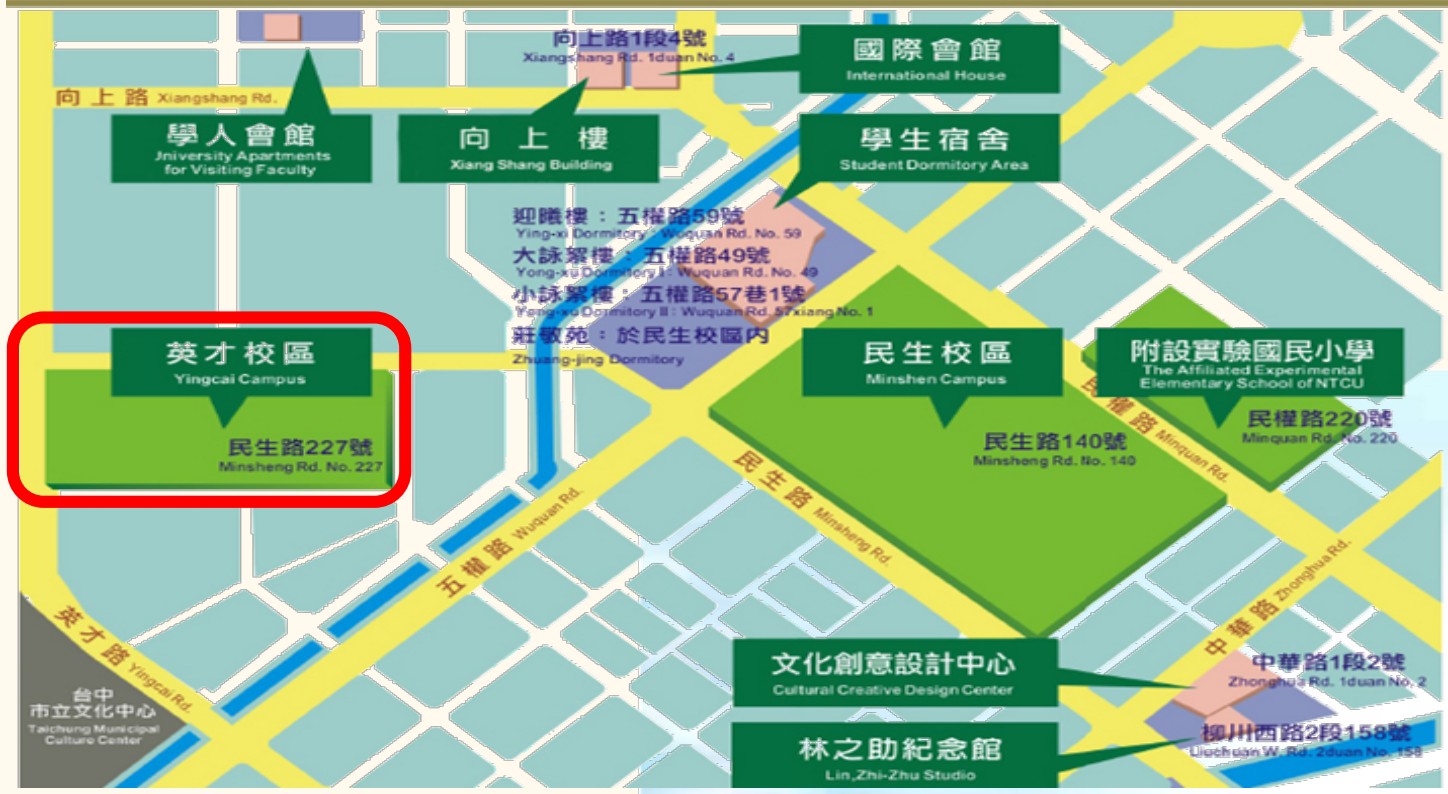 向上路1段4號
Xiangshang Rd. 1duan No. 4
國際會館
International House
向上路 Xiangshang Rd.
學人會館
Jniversity Apartments
for Visiting Faculty
向上樓
Xiang Shang Building
學生宿舍
Student Dormitory Area
迎曦樓：五權路59號
Ying-xi Dormitory：Wuquan Rd. No. 59
大詠絮樓：五權路49號
Yong-xu Dormitory I：Wuquan Rd. No. 49
小詠絮樓：五權路57巷1號
Yong-xu Dormitory II：Wuquan Rd. 57xiang No. 1
莊敬苑：於民生校區內
Zhuang-jing Dormitory
英才校區
Yingcai Campus
民生路227號
Minsheng Rd. No. 227
民生校區
Minshen Campus
民生路140號
Minsheng Rd. No. 140
附設實驗國民小學
The Affiliated Experimental
Elementary School of NTCU
民權路220號
Minquan Rd. No. 220
民權路 Minquan Rd.
民生路 Minsheng Rd.
五權路 Wuquan Rd.
英才路 Yingcai Rd.
中華路 Zhonghua Rd.
台中
市立文化中心
Taichung Municipal
Culture Center
文化創意設計中心
Cultural Creative Design Center
中華路1段2號
Zhonghua Rd. 1duan No, 2
林之助紀念館
Lin,Zhi-Zhu Studio
柳川西路2段158號
Liuchuan W. Rd. 2duan No. 158